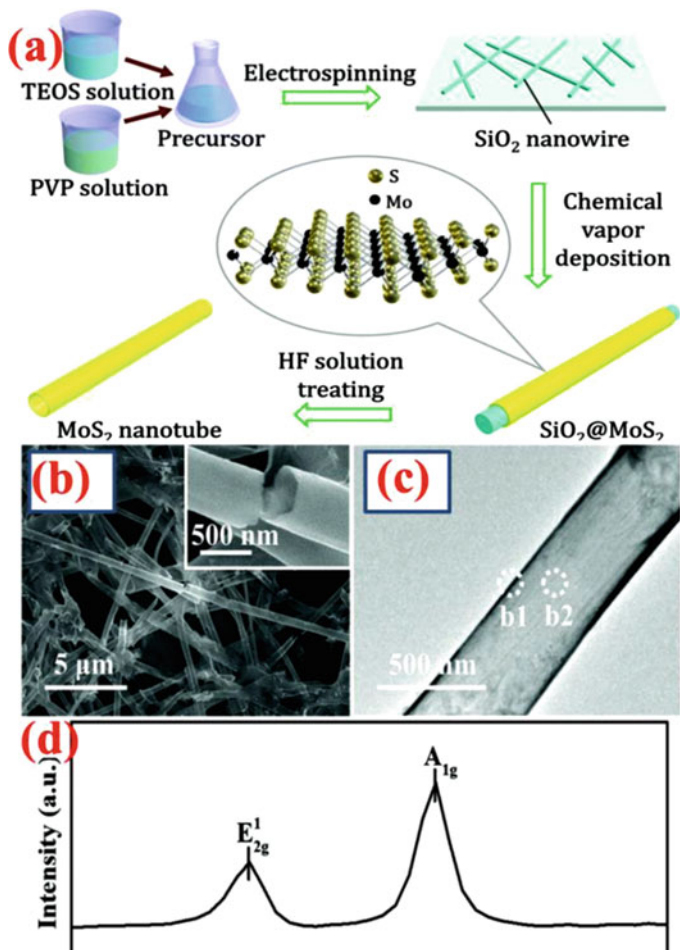 (a)
TEOS solution
PVP solution
Precursor
Electrospinning
SiO₂ nanowire
S
Mo
Chemical
vapor
deposition
HF solution
treating
MoS₂ nanotube
SiO₂@MoS₂
(b)
500 nm
5 μm
(c)
b1
b2
500 nm
(d)
Intensity (a.u.)
E¹₂g
A₁g